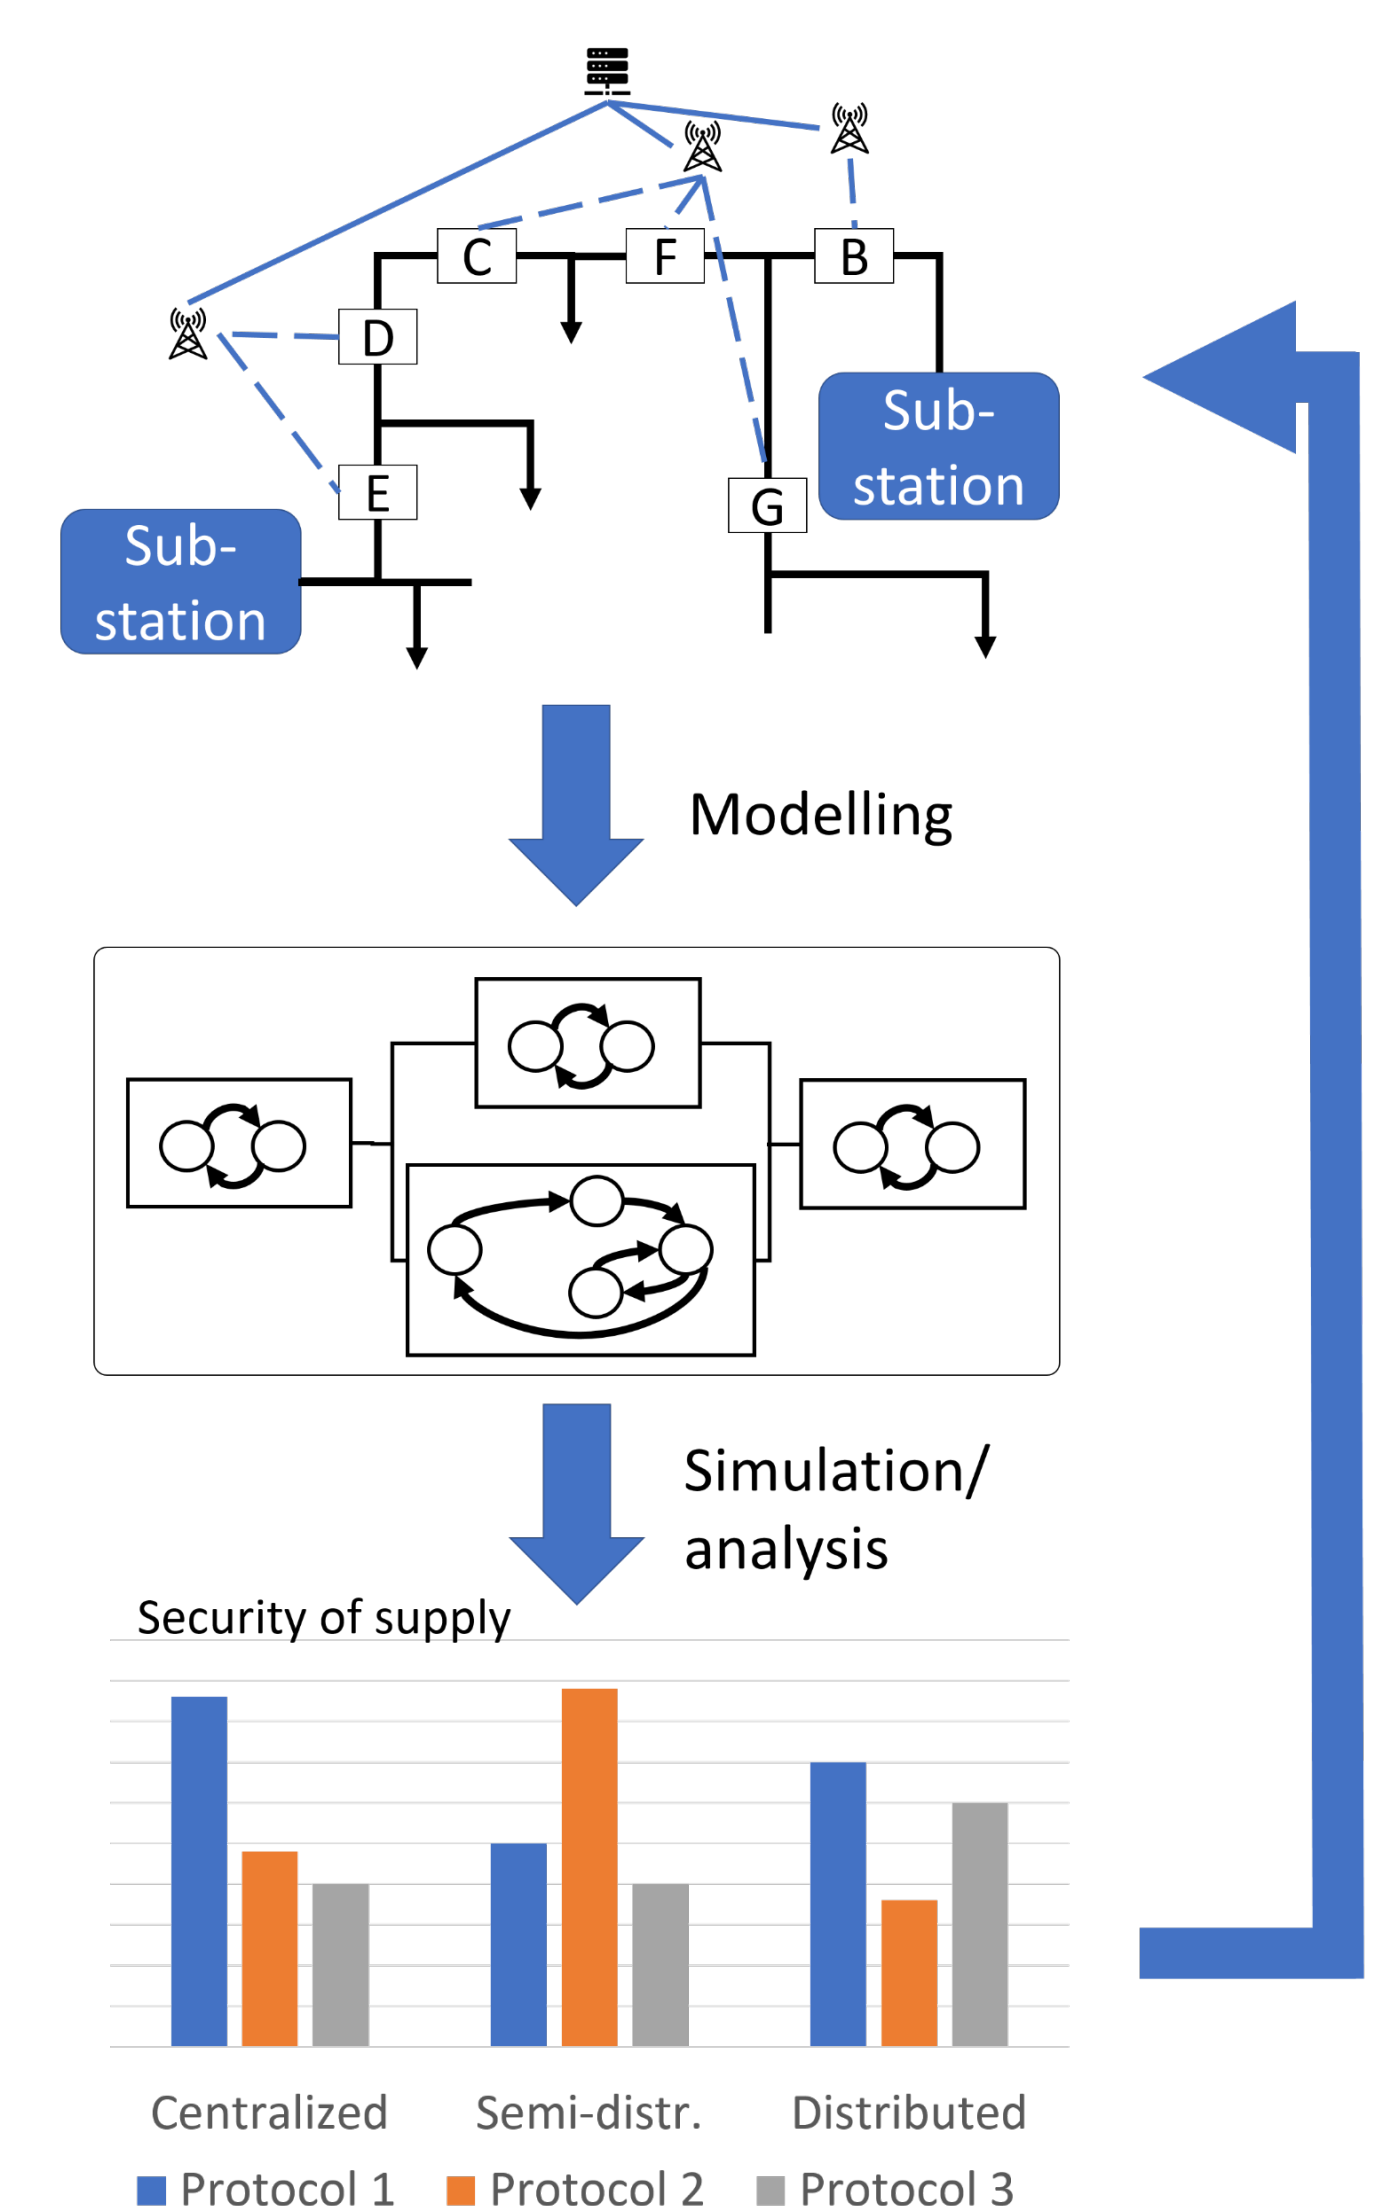 C
F
B
D
Sub-
station
E
G
Sub-
station
Modelling
Simulation/
analysis
Security of supply
Centralized
Semi-distr.
Distributed
Protocol 1
Protocol 2
Protocol 3